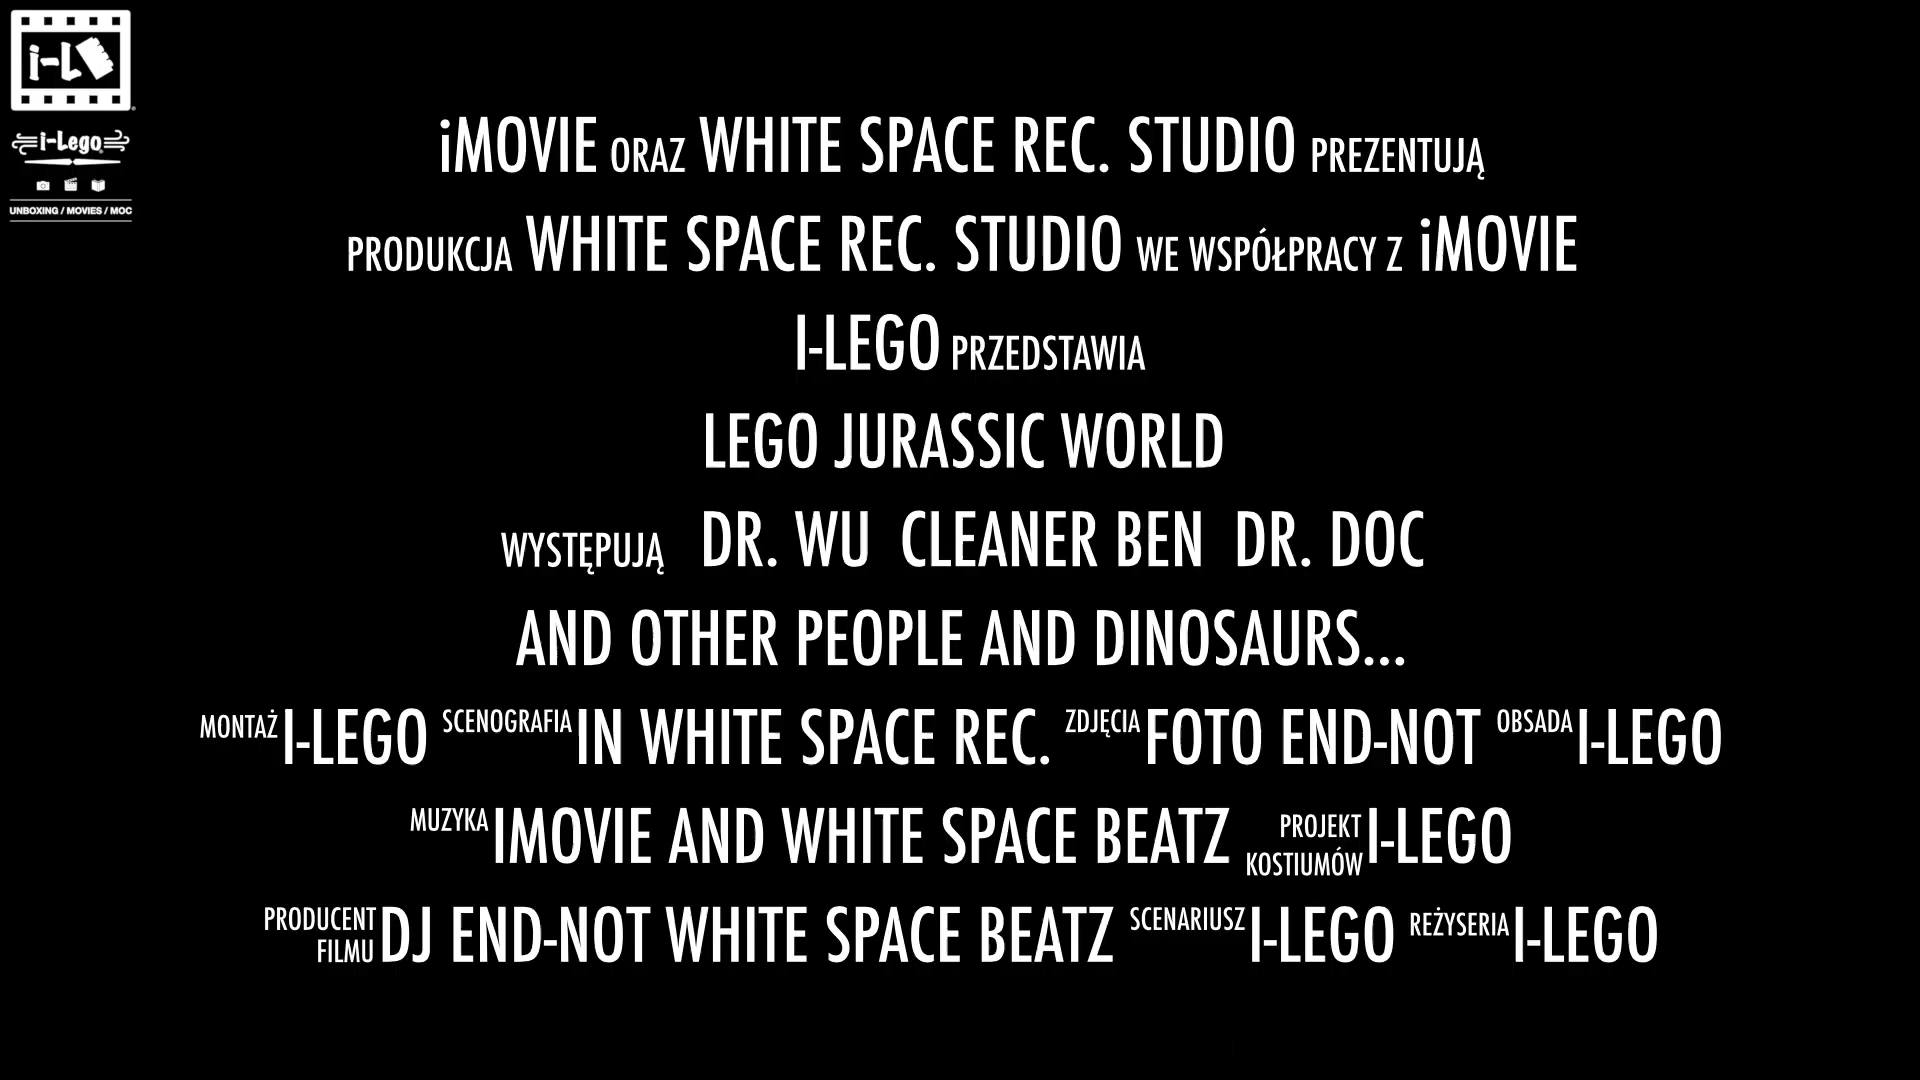 i-L
i-Lego
UNBOXING / MOVIES / MOC
iMOVIE ORAZ WHITE SPACE REC. STUDIO PREZENTUJĄ
PRODUKCJA WHITE SPACE REC. STUDIO WE WSPÓŁPRACY Z iMOVIE
I-LEGO PRZEDSTAWIA
LEGO JURASSIC WORLD
WYSTĘPUJĄ DR. WU CLEANER BEN DR. DOC
AND OTHER PEOPLE AND DINOSAURS...
MONTAŻ I-LEGO SCENOGRAFIA IN WHITE SPACE REC. ZDJĘCIA FOTO END-NOT OBSADA I-LEGO
MUZYKA IMOVIE AND WHITE SPACE BEATZ PROJEKT KOSTIUMÓW I-LEGO
PRODUCENT FILMU DJ END-NOT WHITE SPACE BEATZ SCENARIUSZ I-LEGO REŻYSERIA I-LEGO